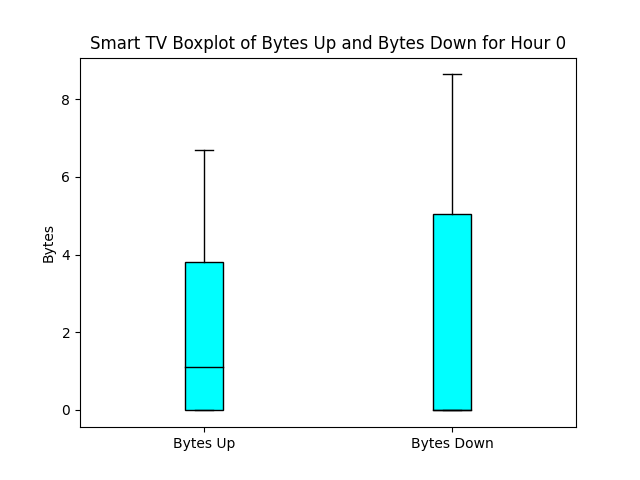 Smart TV Boxplot of Bytes Up and Bytes Down for Hour 0
8
6
4
2
0
Bytes
Bytes Up
Bytes Down